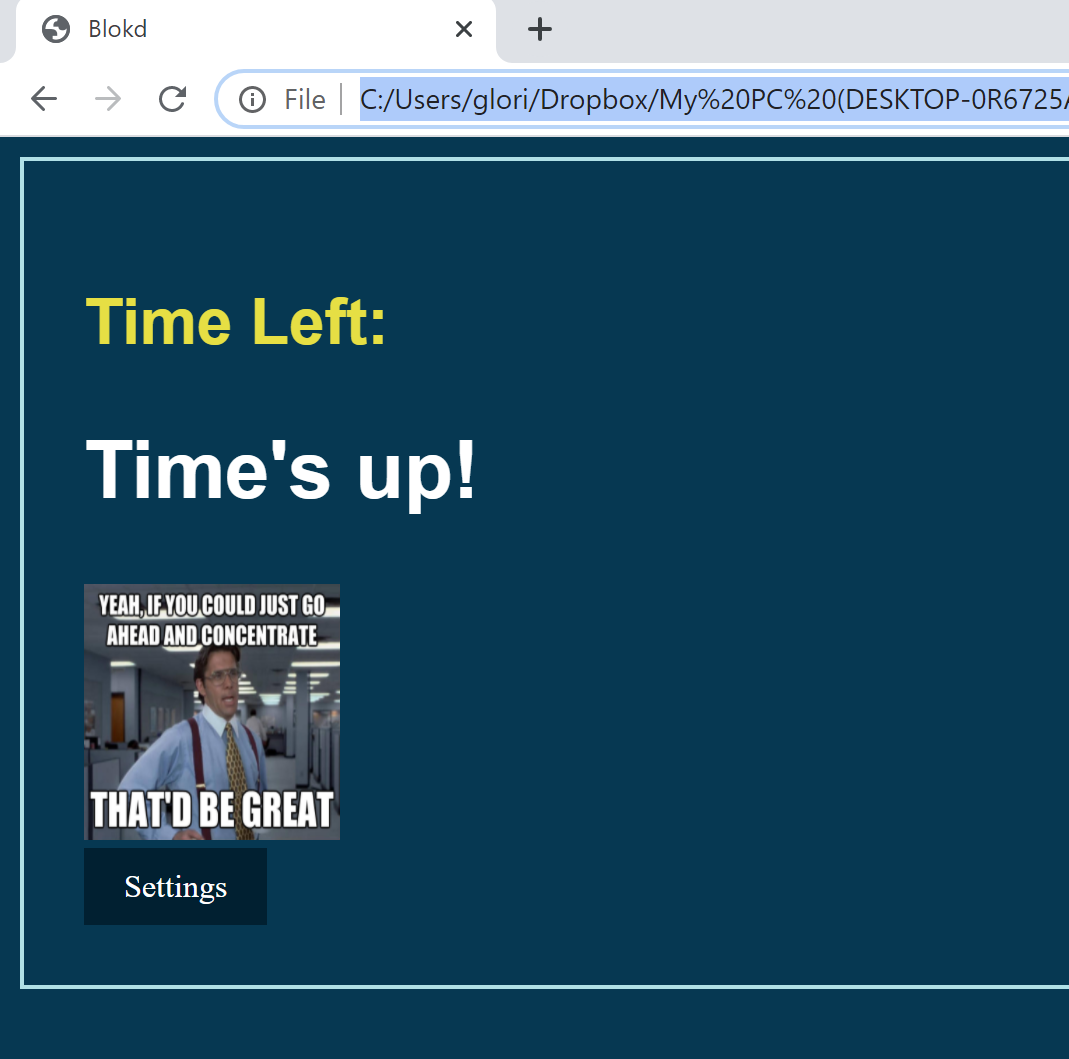 Blokd
File C:/Users/glori/Dropbox/My%20PC%20(DESKTOP-0R6725
Time Left:
Time's up!
YEAH, IF YOU COULD JUST GO
AHEAD AND CONCENTRATE
THAT'D BE GREAT
Settings